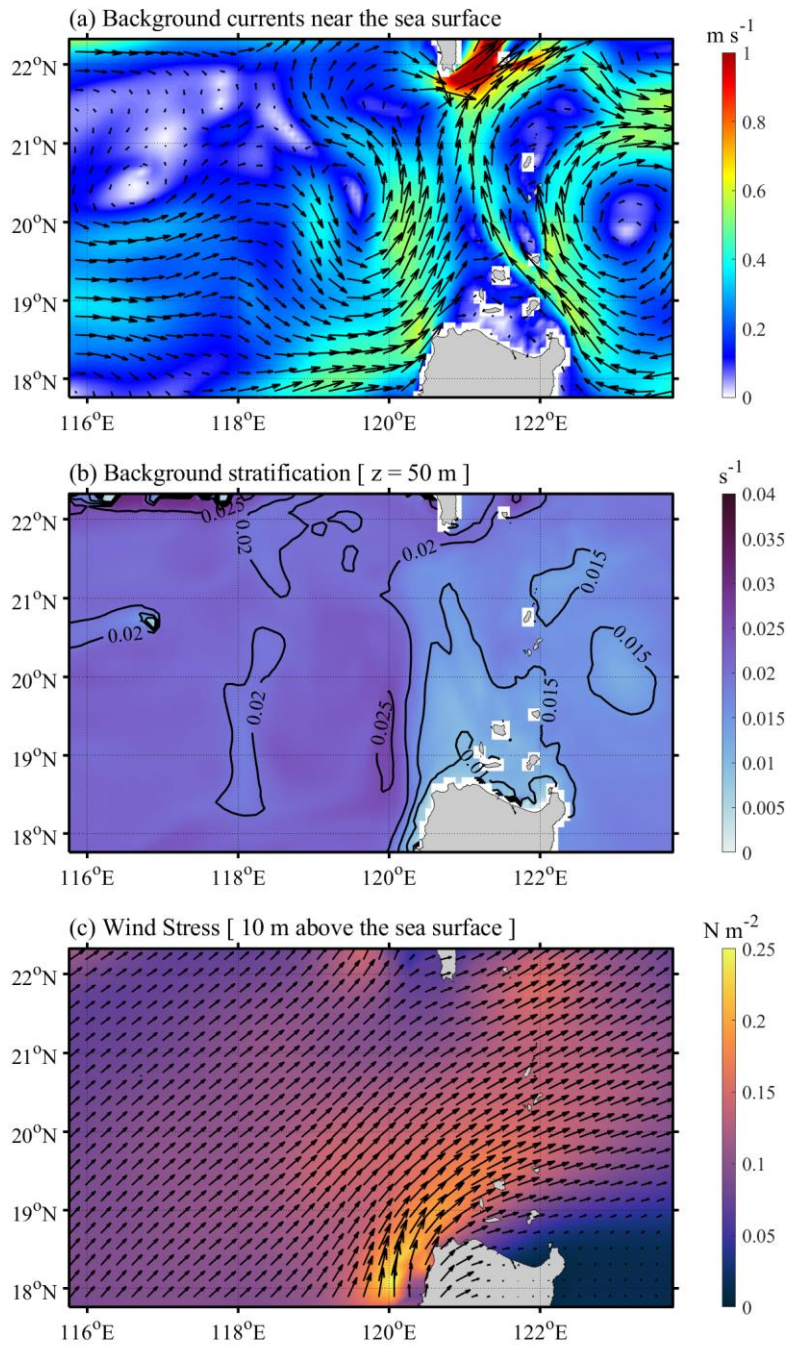 (a) Background currents near the sea surface
m s-1
22°N
21°N
20°N
19°N
18°N
116°E
118°E
120°E
122°E
1
0.8
0.6
0.4
0.2
0
(b) Background stratification [ z = 50 m ]
s-1
22°N
21°N
20°N
19°N
18°N
116°E
118°E
120°E
122°E
0.025
0.02
0.02
0.02
0.02
0.025
0.015
0.015
0.015
0.04
0.035
0.03
0.025
0.02
0.015
0.01
0.005
0
(c) Wind Stress [ 10 m above the sea surface ]
N m-2
22°N
21°N
20°N
19°N
18°N
116°E
118°E
120°E
122°E
0.25
0.2
0.15
0.1
0.05
0